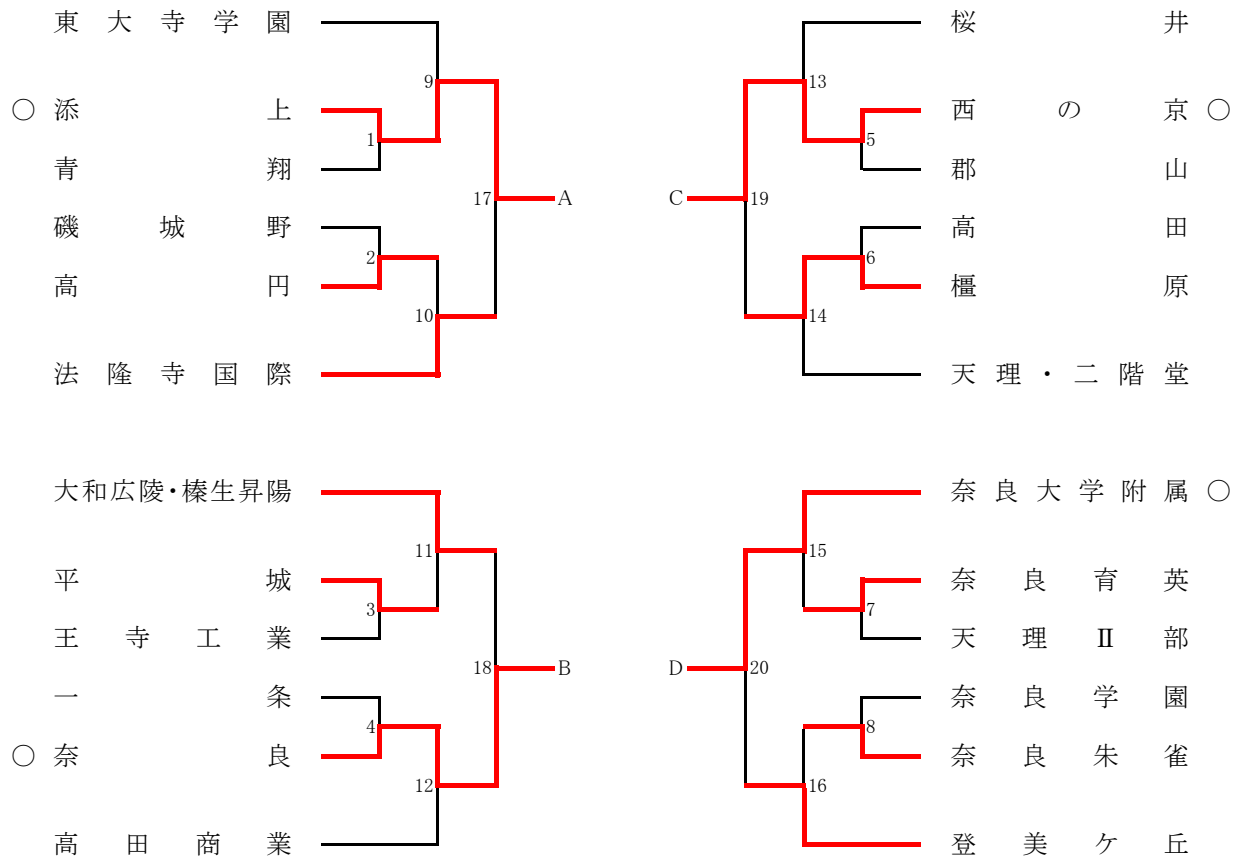 東大寺学園
9
○添上
1
青翔
17 A
磯城野
2
高円
10
法隆寺国際
大和広陵・榛生昇陽
11
平城
3
王寺工業
18 B
一条
4
○奈良
12
高田商業
桜井
13
西の京○
5
郡山
C 19
高田
6
橿原
14
天理・二階堂
奈良大学附属○
15
奈良育英
7
天理Ⅱ部
D 20
奈良学園
8
奈良朱雀
16
登美ケ丘